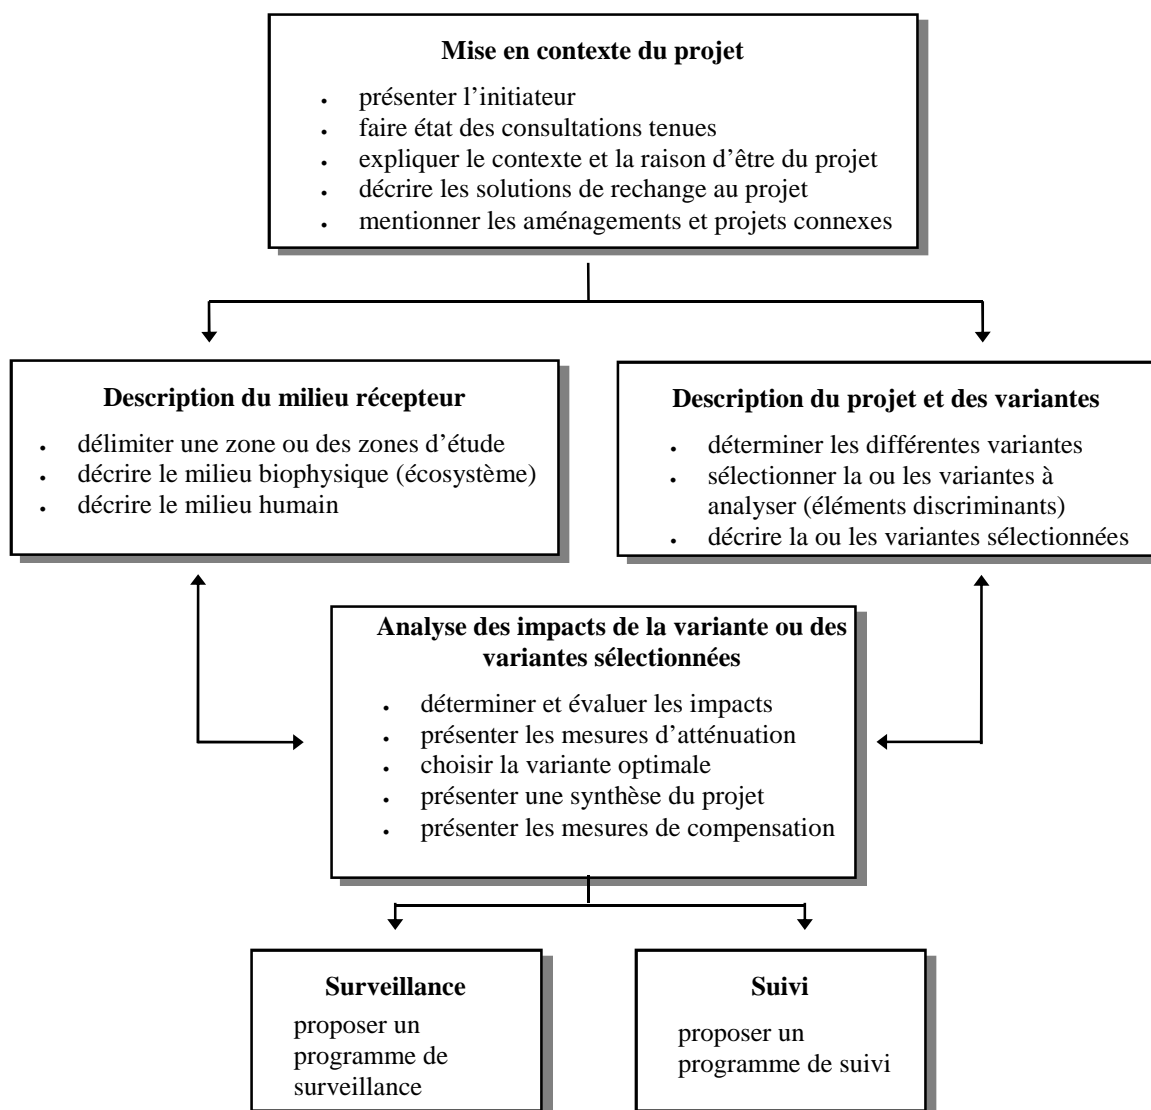 Mise en contexte du projet
• présenter l’initiateur
• faire état des consultations tenues
• expliquer le contexte et la raison d’être du projet
• décrire les solutions de rechange au projet
• mentionner les aménagements et projets connexes
Description du milieu récepteur
• délimiter une zone ou des zones d’étude
• décrire le milieu biophysique (écosystème)
• décrire le milieu humain
Description du projet et des variantes
• déterminer les différentes variantes
• sélectionner la ou les variantes à
analyser (éléments discriminants)
• décrire la ou les variantes sélectionnées
Analyse des impacts de la variante ou des
variantes sélectionnées
• déterminer et évaluer les impacts
• présenter les mesures d’atténuation
• choisir la variante optimale
• présenter une synthèse du projet
• présenter les mesures de compensation
Surveillance
proposer un
programme de
surveillance
Suivi
proposer un
programme de suivi